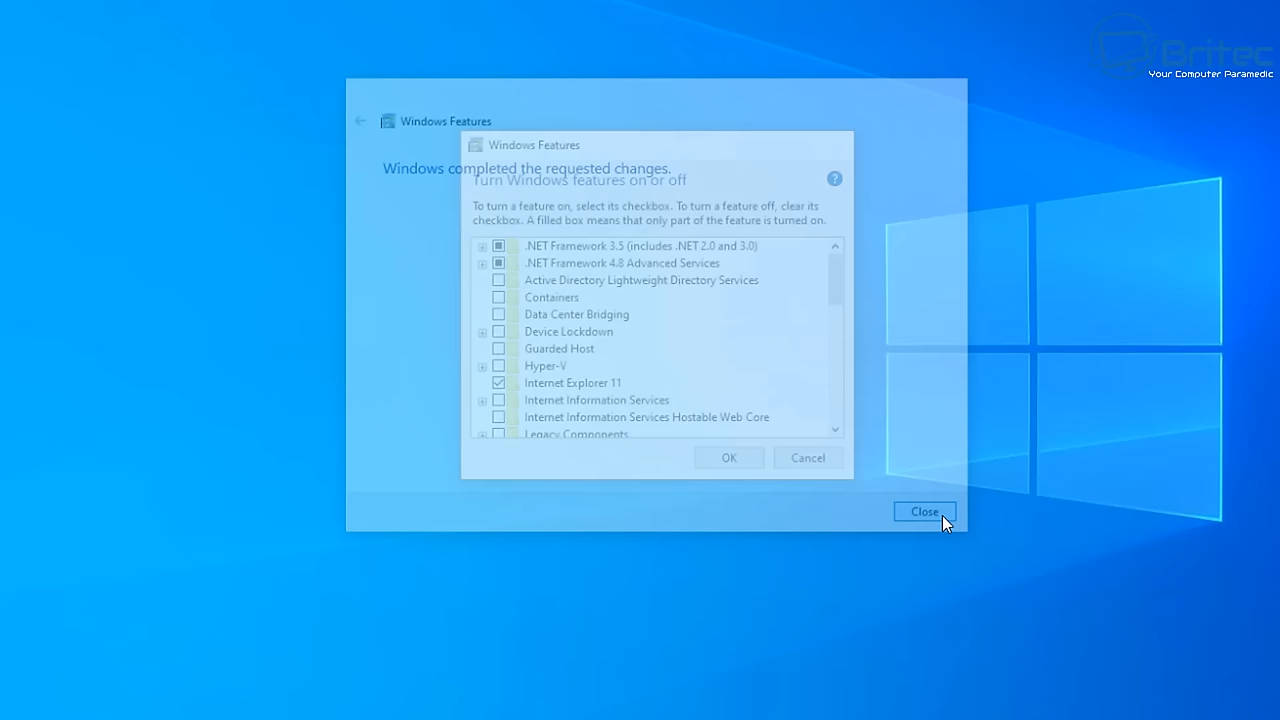 Britec
Your Computer Paramedic
Windows Features
Windows completed the requested changes.
Windows Features
Turn Windows features on or off
?
To turn a feature on, select its checkbox. To turn a feature off, clear its
checkbox. A filled box means that only part of the feature is turned on.
.NET Framework 3.5 (includes .NET 2.0 and 3.0)
.NET Framework 4.8 Advanced Services
Active Directory Lightweight Directory Services
Containers
Data Center Bridging
Device Lockdown
Guarded Host
Hyper-V
Internet Explorer 11
Internet Information Services
Internet Information Services Hostable Web Core
Legacy Components
OK
Cancel
Close